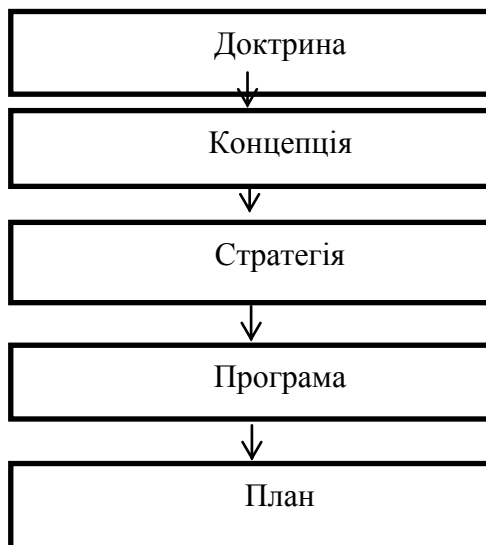 Доктрина
Концепція
Стратегія
Програма
План